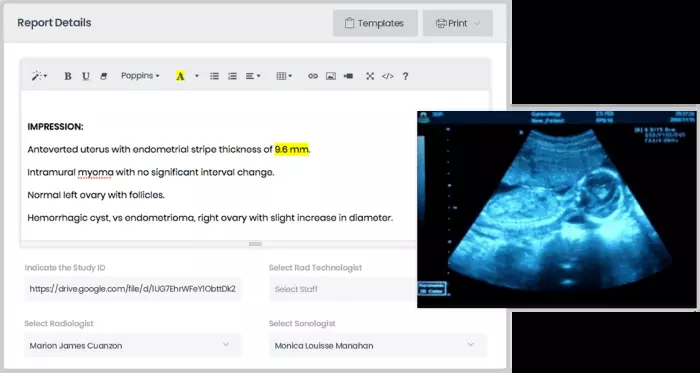 Report Details
Templates
Print
B U Poppins A </> ?
IMPRESSION:
Anteverted uterus with endometrial stripe thickness of 9.6 mm.
Intramural myoma with no significant interval change.
Normal left ovary with follicles.
Hemorrhagic cyst, vs endometrioma, right ovary with slight increase in diameter.
Indicate the Study ID
Select Rad Technologist
https://drive.google.com/file/d/1UG7EhrWFeYlObttDk2
Select Staff
Select Radiologist
Select Sonologist
Marion James Cuanzon
Monica Louisse Manahan
Gynecology